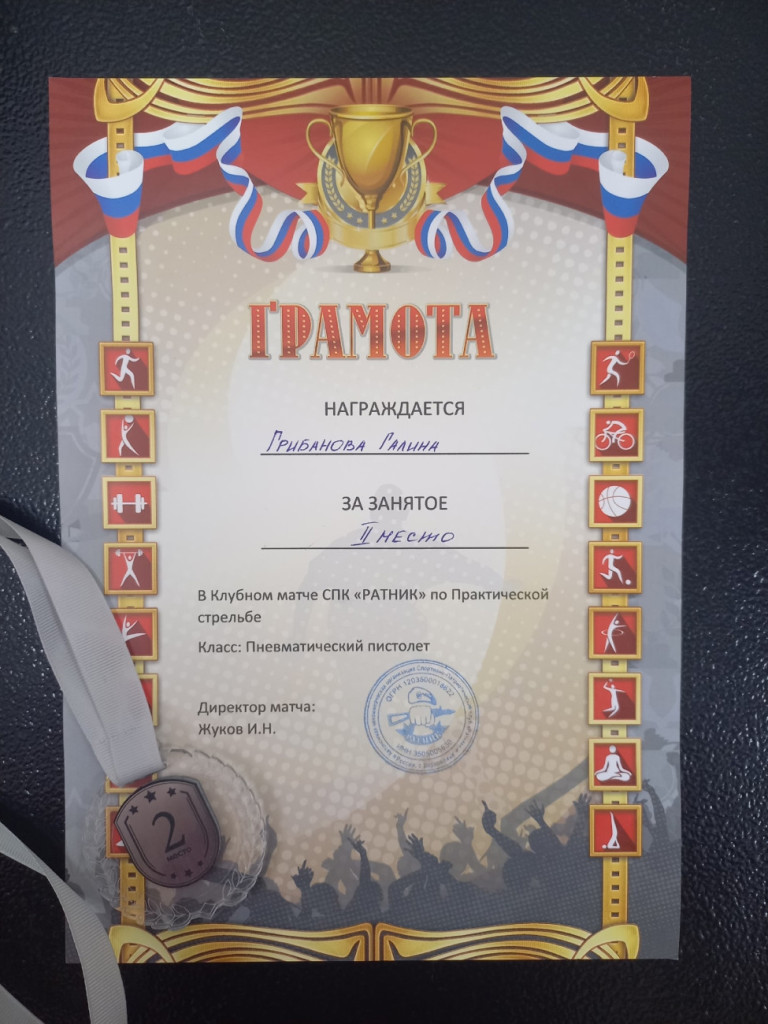 ГРАМОТА
НАГРАЖДАЕТСЯ
Грибанова Галина
ЗА ЗАНЯТОЕ
II место
В Клубном матче СПК «РАТНИК» по Практической
стрельбе
Класс: Пневматический пистолет
Директор матча:
Жуков И.Н.
2
МЕСТО